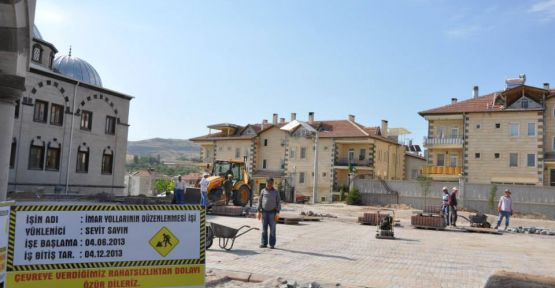 İŞİN ADI : İMAR YOLLARININ DÜZENLENMESİ İŞİ
YÜKLENİCİ : SEYİT SAYIN
İŞE BAŞLAMA : 04.06.2013
İŞ BİTİŞ TAR. : 04.12.2013
ÇEVREYE VERDİĞİMİZ RAHATSIZLIKTAN DOLAYI
ÖZÜR DİLERİZ.